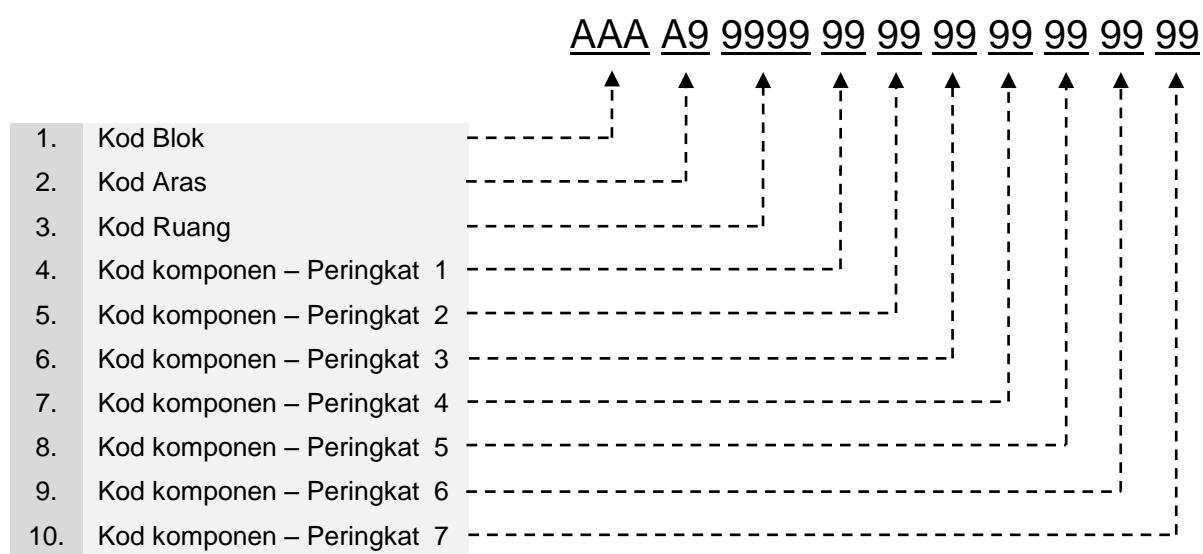 AAA A9 9999 99 99 99 99 99 99 99
1. Kod Blok
2. Kod Aras
3. Kod Ruang
4. Kod komponen – Peringkat 1
5. Kod komponen – Peringkat 2
6. Kod komponen – Peringkat 3
7. Kod komponen – Peringkat 4
8. Kod komponen – Peringkat 5
9. Kod komponen – Peringkat 6
10. Kod komponen – Peringkat 7